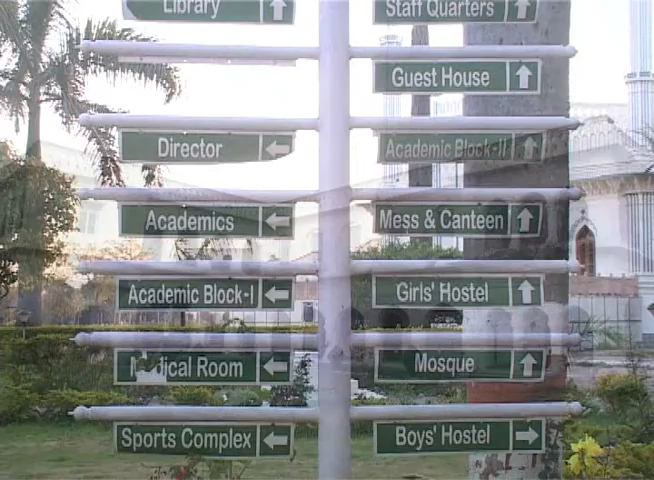 Library
Staff Quarters
Guest House
Director
Academic Block-II
Academics
Mess & Canteen
Academic Block-I
Girls' Hostel
Medical Room
Mosque
Sports Complex
Boys' Hostel